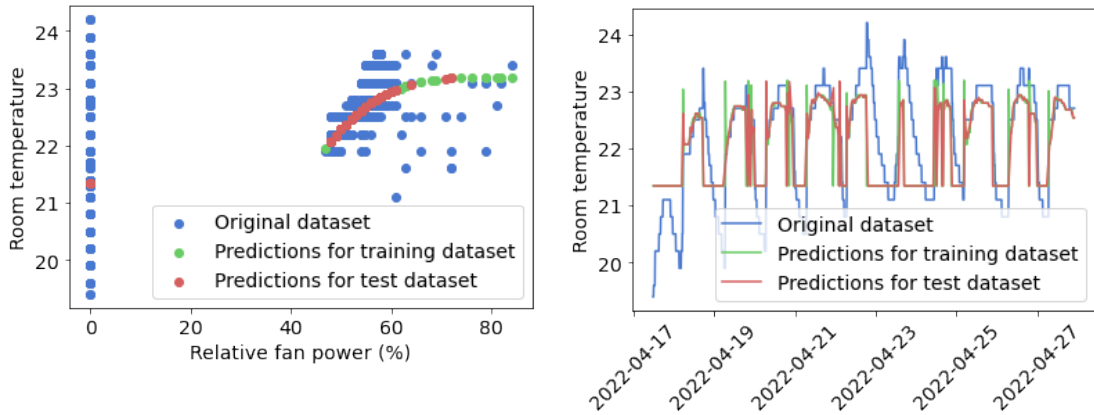 24
23
22
21
20
Room temperature
Original dataset
Predictions for training dataset
Predictions for test dataset
0
20
40
60
80
Relative fan power (%)
24
23
22
21
20
Room temperature
Original dataset
Predictions for training dataset
Predictions for test dataset
2022-04-17
2022-04-19
2022-04-21
2022-04-23
2022-04-25
2022-04-27